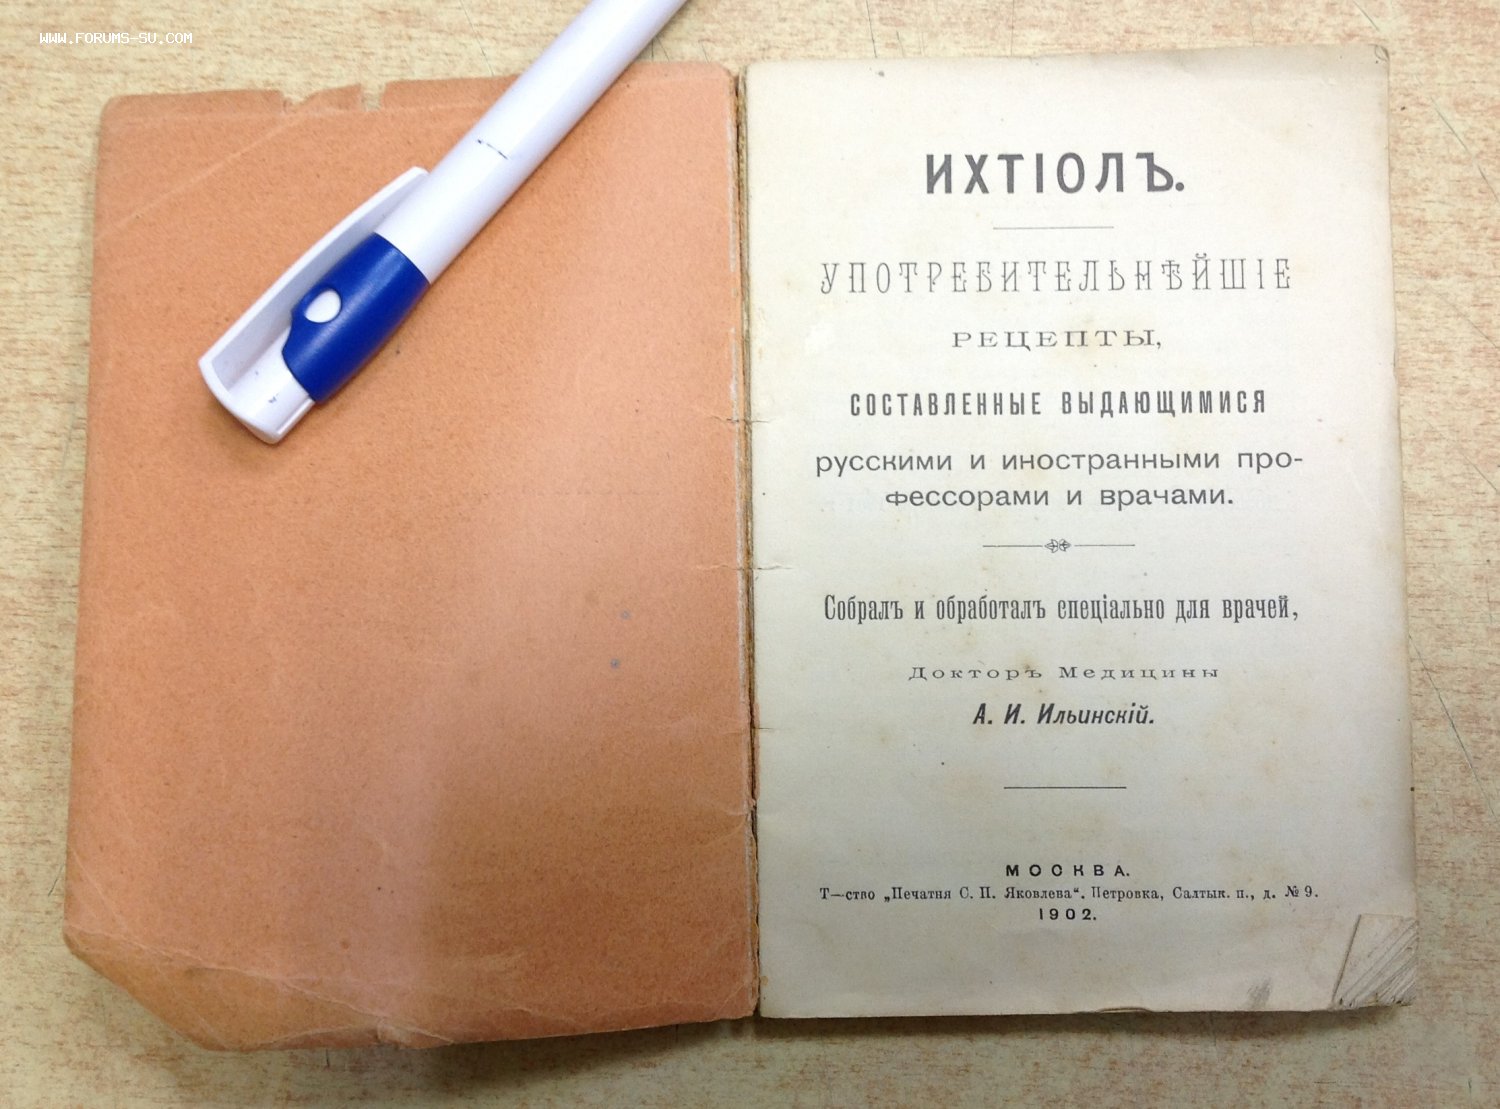 WWW.FORUMS-SU.COM
ИХТІОЛЪ.
УПОТРЕБИТЕЛЬНѢЙШІЕ
РЕЦЕПТЫ,
СОСТАВЛЕННЫЕ ВЫДАЮЩИМИСЯ
русскими и иностранными про-
фессорами и врачами.
Собралъ и обработалъ спеціально для врачей,
Докторъ Медицины
А. И. Ильинскій.
МОСКВА.
Т—ство „Печатня С. П. Яковлева“. Петровка, Салтык. п., д. № 9.
1902.